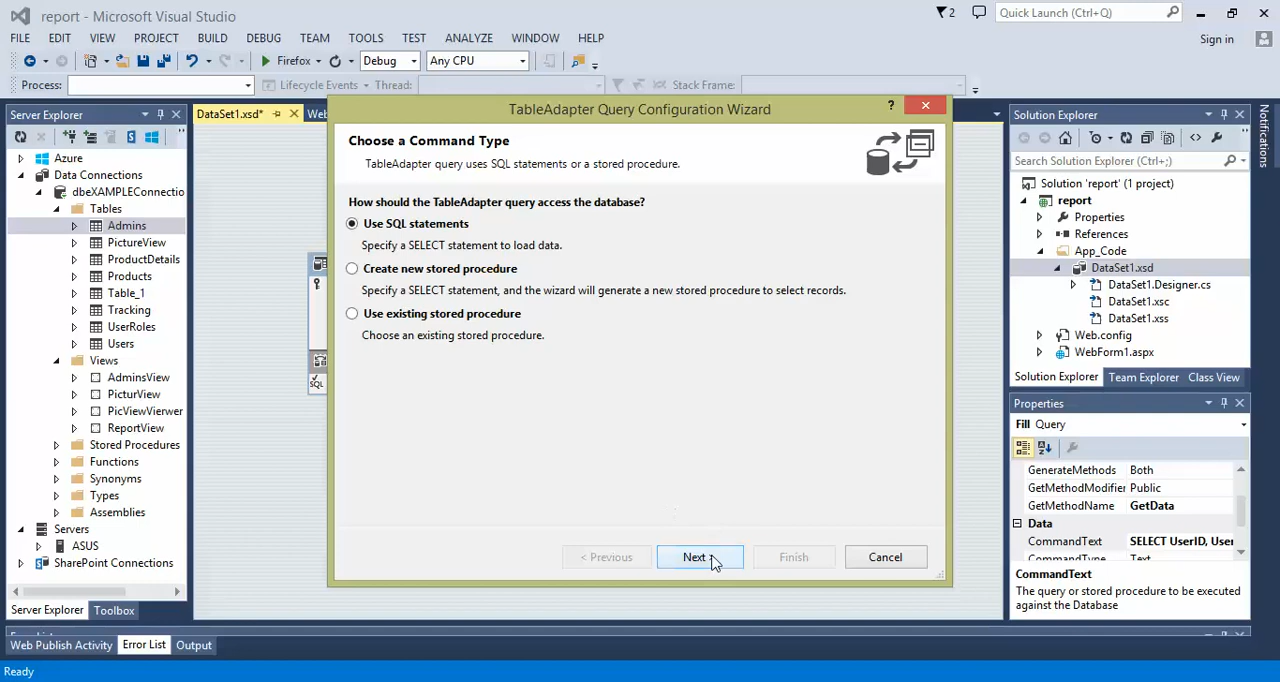 report - Microsoft Visual Studio
2
Quick Launch (Ctrl+Q)
FILE EDIT VIEW PROJECT BUILD DEBUG TEAM TOOLS TEST ANALYZE WINDOW HELP
Sign in
Firefox Debug Any CPU
Process: Lifecycle Events Thread: Stack Frame:
Server Explorer
Azure
Data Connections
dbeXAMPLEConnectio
Tables
Admins
PictureView
ProductDetails
Products
Table_1
Tracking
UserRoles
Users
Views
AdminsView
PicturView
PicViewVierwer
ReportView
Stored Procedures
Functions
Synonyms
Types
Assemblies
Servers
ASUS
SharePoint Connections
Server Explorer Toolbox
DataSet1.xsd* Web
SQL
TableAdapter Query Configuration Wizard
?
Choose a Command Type
TableAdapter query uses SQL statements or a stored procedure.
How should the TableAdapter query access the database?
Use SQL statements
Specify a SELECT statement to load data.
Create new stored procedure
Specify a SELECT statement, and the wizard will generate a new stored procedure to select records.
Use existing stored procedure
Choose an existing stored procedure.
< Previous Next > Finish Cancel
Solution Explorer
Search Solution Explorer (Ctrl+;)
Solution 'report' (1 project)
report
Properties
References
App_Code
DataSet1.xsd
DataSet1.Designer.cs
DataSet1.xsc
DataSet1.xss
Web.config
WebForm1.aspx
Solution Explorer Team Explorer Class View
Properties
Fill Query
GenerateMethods Both
GetMethodModifier Public
GetMethodName GetData
Data
CommandText SELECT UserID, User
CommandType Text
CommandText
The query or stored procedure to be executed
against the Database
Notifications
Web Publish Activity Error List Output
Ready